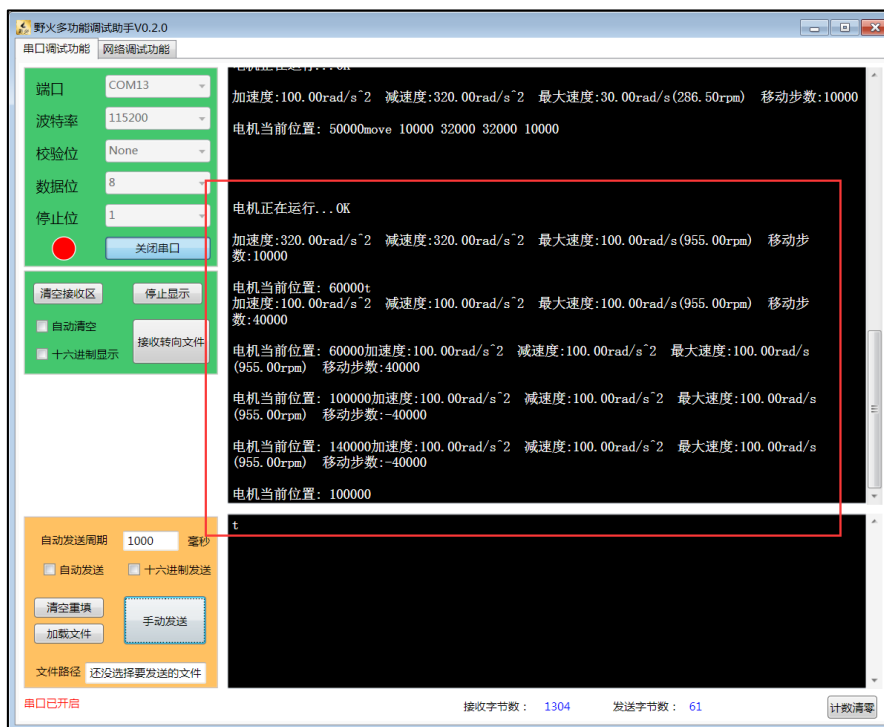 野火多功能调试助手V0.2.0
串口调试功能 网络调试功能
端口 COM13
波特率 115200
校验位 None
数据位 8
停止位 1
关闭串口
清空接收区 停止显示
自动清空
十六进制显示
接收转向文件
加速度:100.00rad/s^2 减速度:320.00rad/s^2 最大速度:30.00rad/s(286.50rpm) 移动步数:10000
电机当前位置: 50000move 10000 32000 32000 10000
电机正在运行...OK
加速度:320.00rad/s^2 减速度:320.00rad/s^2 最大速度:100.00rad/s(955.00rpm) 移动步
数:10000
电机当前位置: 60000t
加速度:100.00rad/s^2 减速度:100.00rad/s^2 最大速度:100.00rad/s(955.00rpm) 移动步
数:40000
电机当前位置: 60000加速度:100.00rad/s^2 减速度:100.00rad/s^2 最大速度:100.00rad/s
(955.00rpm) 移动步数:40000
电机当前位置: 100000加速度:100.00rad/s^2 减速度:100.00rad/s^2 最大速度:100.00rad/s
(955.00rpm) 移动步数:-40000
电机当前位置: 140000加速度:100.00rad/s^2 减速度:100.00rad/s^2 最大速度:100.00rad/s
(955.00rpm) 移动步数:-40000
电机当前位置: 100000
自动发送周期 1000 毫秒
自动发送 十六进制发送
清空重填
加载文件
手动发送
文件路径 还没选择要发送的文件
t
串口已开启
接收字节数： 1304 发送字节数： 61 计数清零